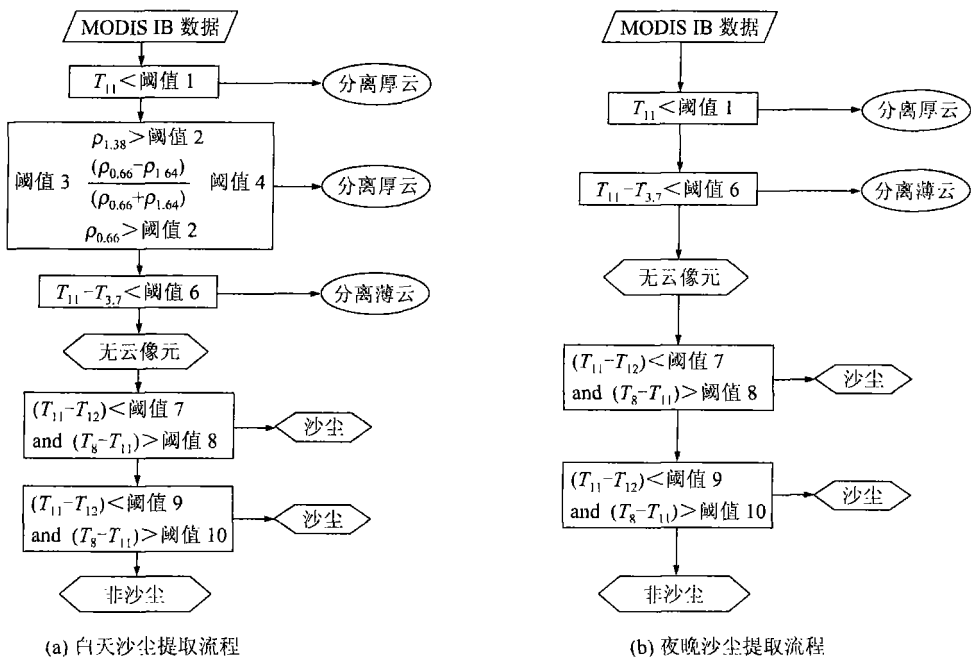 MODIS IB 数据
T₁₁<阈值 1
分离厚云
ρ₁.₃₈>阈值 2
阈值 3 (ρ₀.₆₆-ρ₁ ₆₄) 阈值 4
(ρ₀.₆₆+ρ₁.₆₄)
ρ₀.₆₆>阈值 2
分离厚云
T₁₁-T₃.₇<阈值 6
分离薄云
无云像元
(T₁₁-T₁₂)<阈值 7
and (T₈-T₁₁)>阈值 8
沙尘
(T₁₁-T₁₂)<阈值 9
and (T₈-T₁₁)>阈值 10
沙尘
非沙尘
(a) 白天沙尘提取流程
MODIS IB 数据
T₁₁<阈值 1
分离厚云
T₁₁-T₃.₇<阈值 6
分离薄云
无云像元
(T₁₁-T₁₂)<阈值 7
and (T₈-T₁₁)>阈值 8
沙尘
(T₁₁-T₁₂)<阈值 9
and (T₈-T₁₁)>阈值 10
沙尘
非沙尘
(b) 夜晚沙尘提取流程